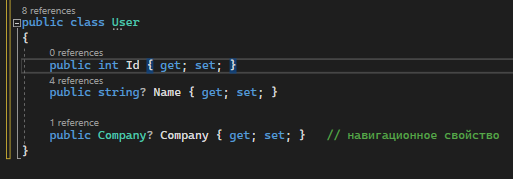 8 references
public class User
{
0 references
public int Id { get; set; }
4 references
public string? Name { get; set; }
1 reference
public Company? Company { get; set; } // навигационное свойство
}